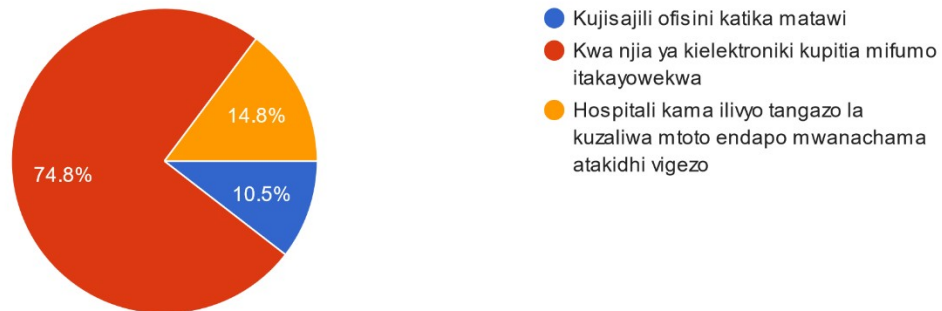 Kujisajili ofisini katika matawi
Kwa njia ya kielektroniki kupitia mifumo
itakayowekwa
Hospitali kama ilivyo tangazo la
kuzaliwa mtoto endapo mwanachama
atakidhi vigezo
14.8%
74.8%
10.5%